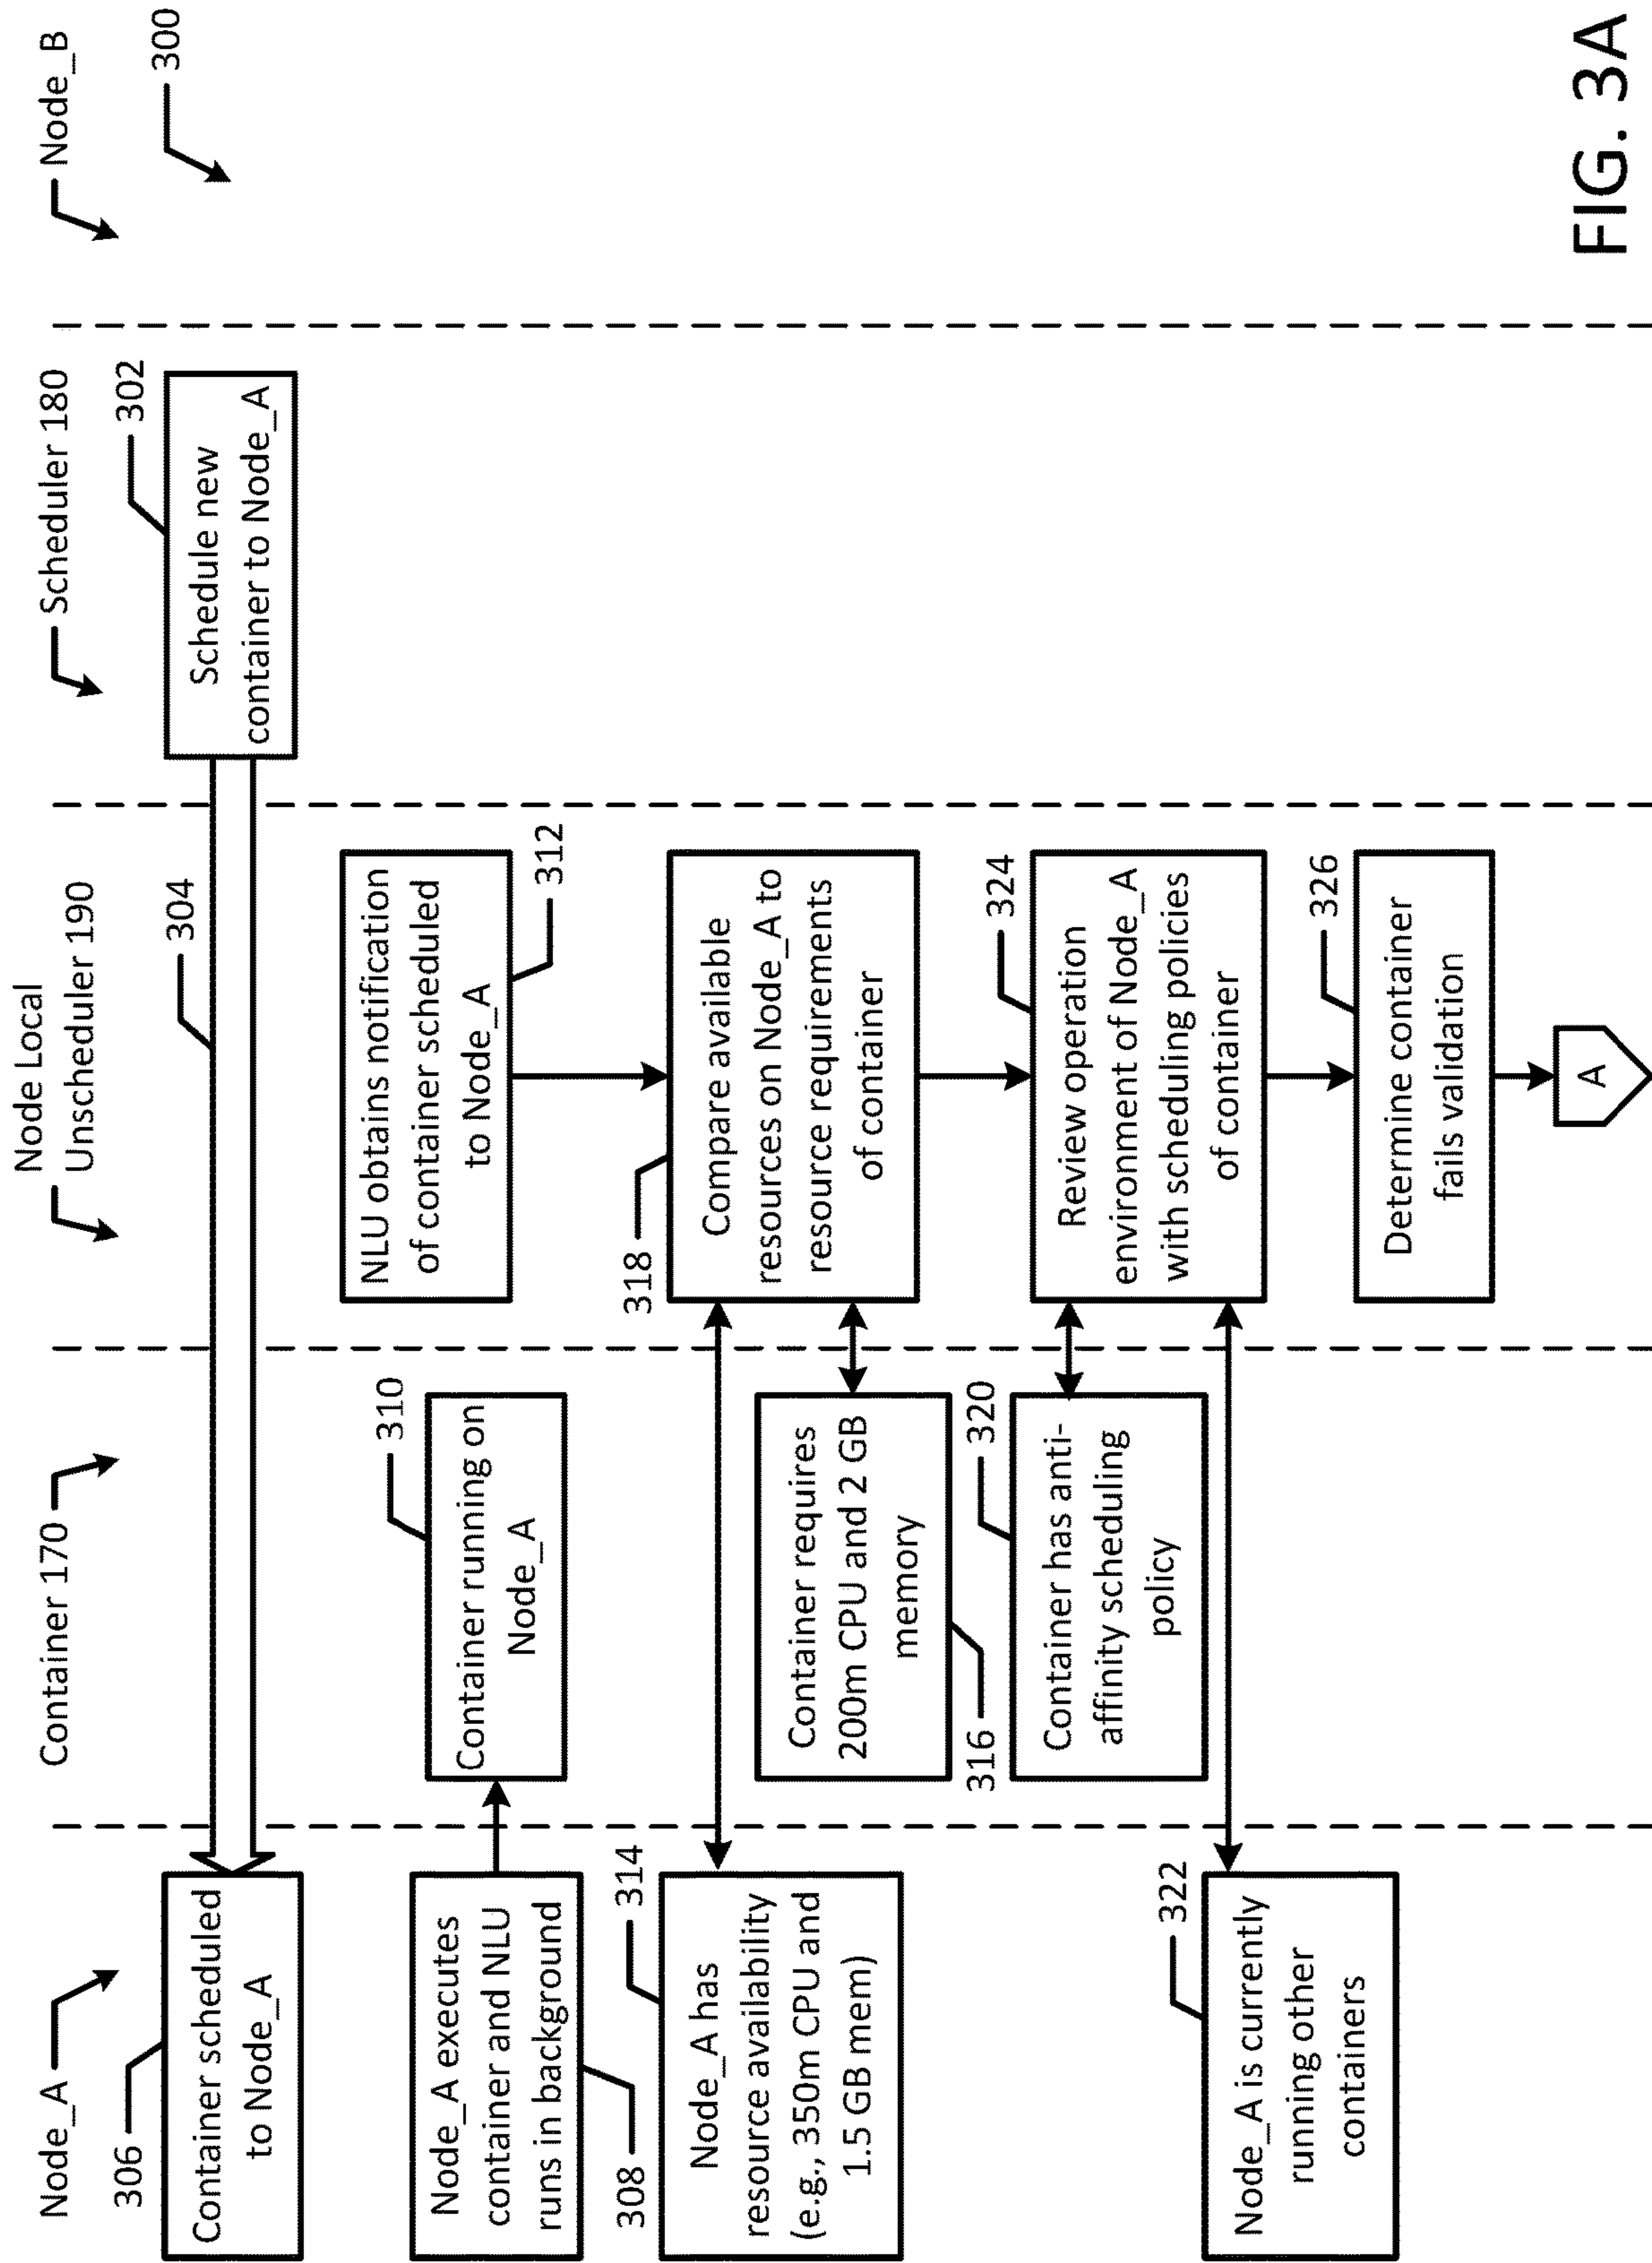 Node_A
Container 170
Node Local
Unscheduler 190
Scheduler 180
Node_B
300
302
Schedule new
container to Node_A
304
306
Container scheduled
to Node_A
Node_A executes
container and NLU
runs in background
308
310
Container running on
Node_A
NLU obtains notification
of container scheduled
to Node_A
312
314
Node_A has
resource availability
(e.g., 350m CPU and
1.5 GB mem)
Container requires
200m CPU and 2 GB
memory
316
318
Compare available
resources on Node_A to
resource requirements
of container
320
Container has anti-
affinity scheduling
policy
322
Node_A is currently
running other
containers
324
Review operation
environment of Node_A
with scheduling policies
of container
326
Determine container
fails validation
A
FIG. 3A